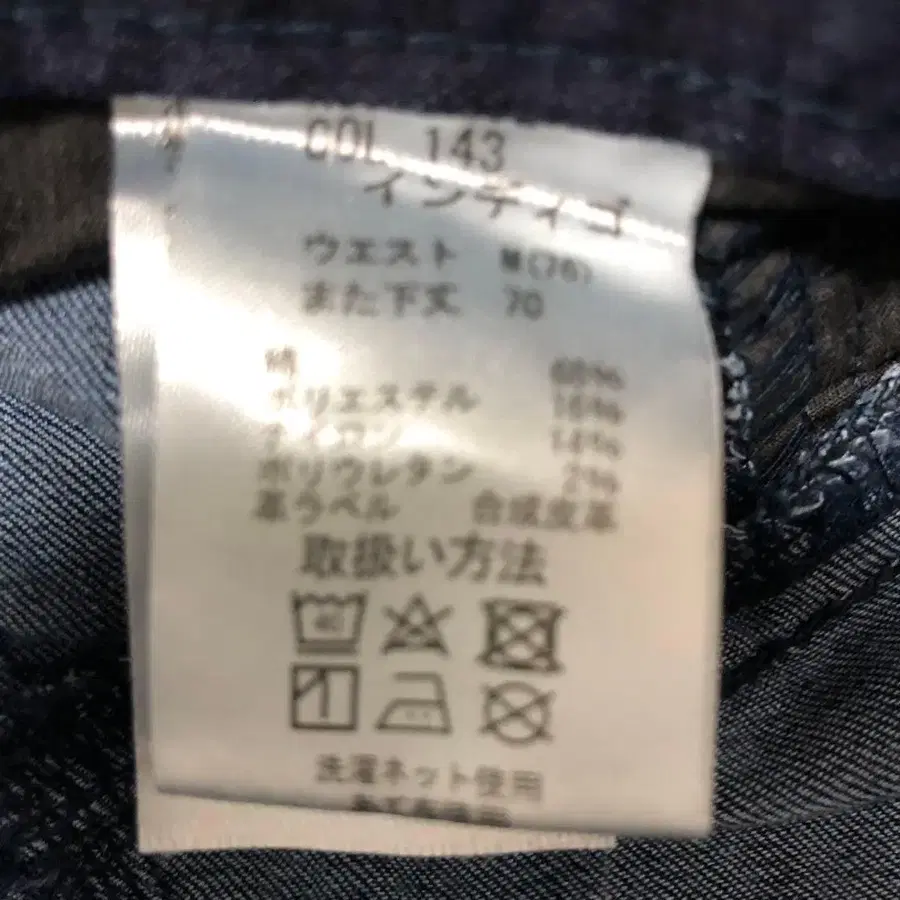 COL 143
インディゴ
ウエスト M(76)
また下丈 70
綿 68%
ポリエステル 16%
ナイロン 14%
ポリウレタン 2%
革ラベル 合成皮革
取扱い方法
40
洗濯ネット使用